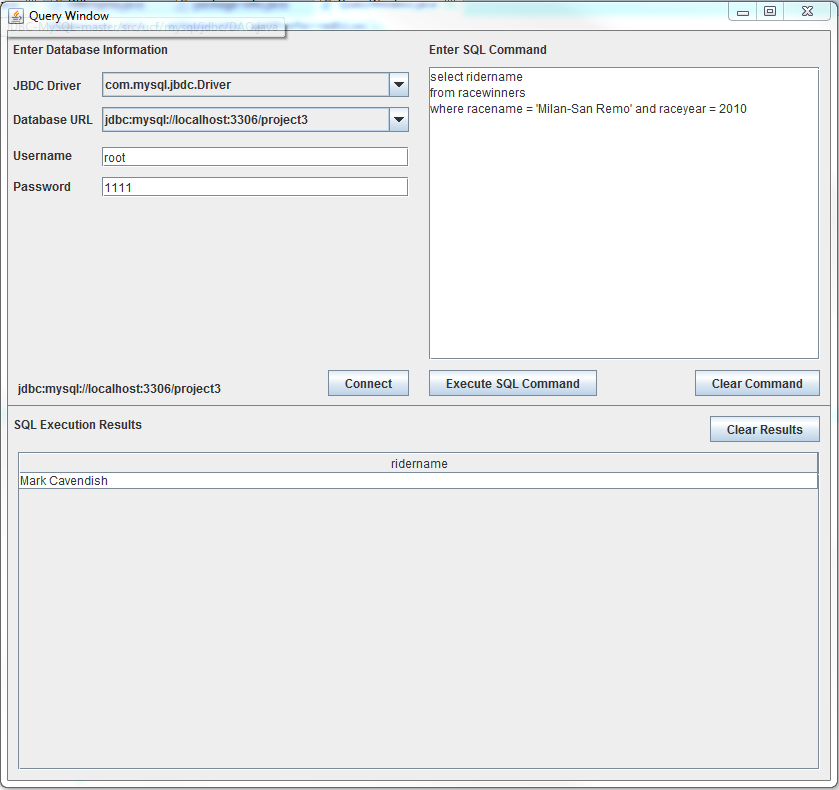 Query Window
Enter Database Information
JBDC Driver
com.mysql.jbdc.Driver
Database URL
jdbc:mysql://localhost:3306/project3
Username
root
Password
1111
jdbc:mysql://localhost:3306/project3
Connect
Enter SQL Command
select ridername
from racewinners
where racename = 'Milan-San Remo' and raceyear = 2010
Execute SQL Command
Clear Command
SQL Execution Results
Clear Results
ridername
Mark Cavendish